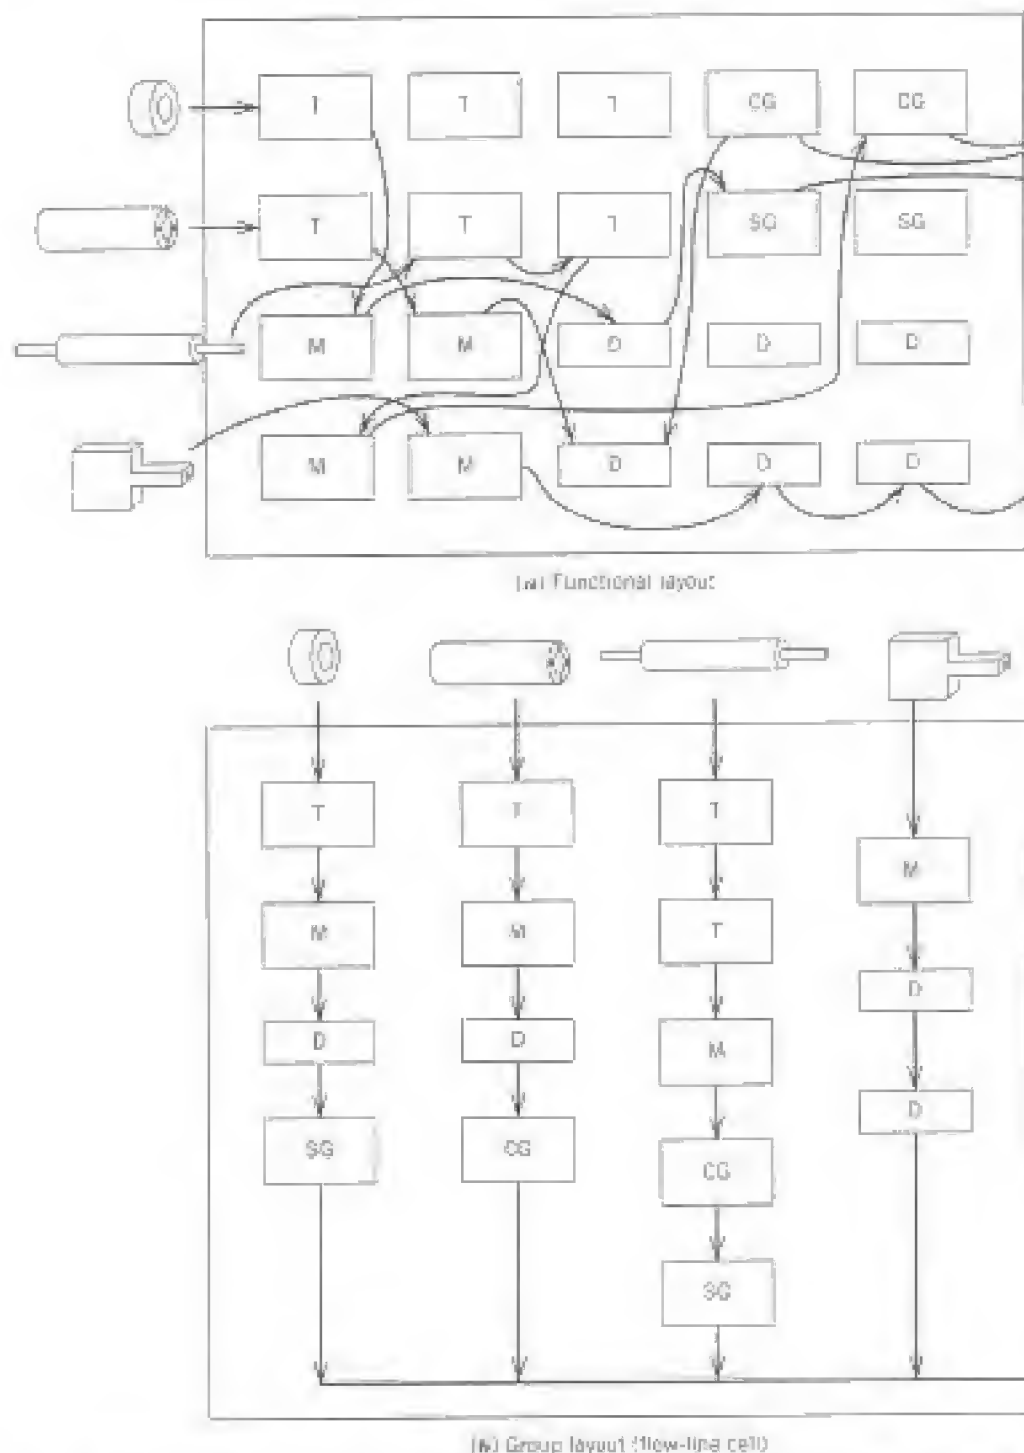 T T T CG CG
T T T SG SG
M M D D D
M M D D D
(a) Functional layout
T T T
M
M M T
D
D D M
D
SG CG CG
SG
(b) Group layout (flow-line cell)